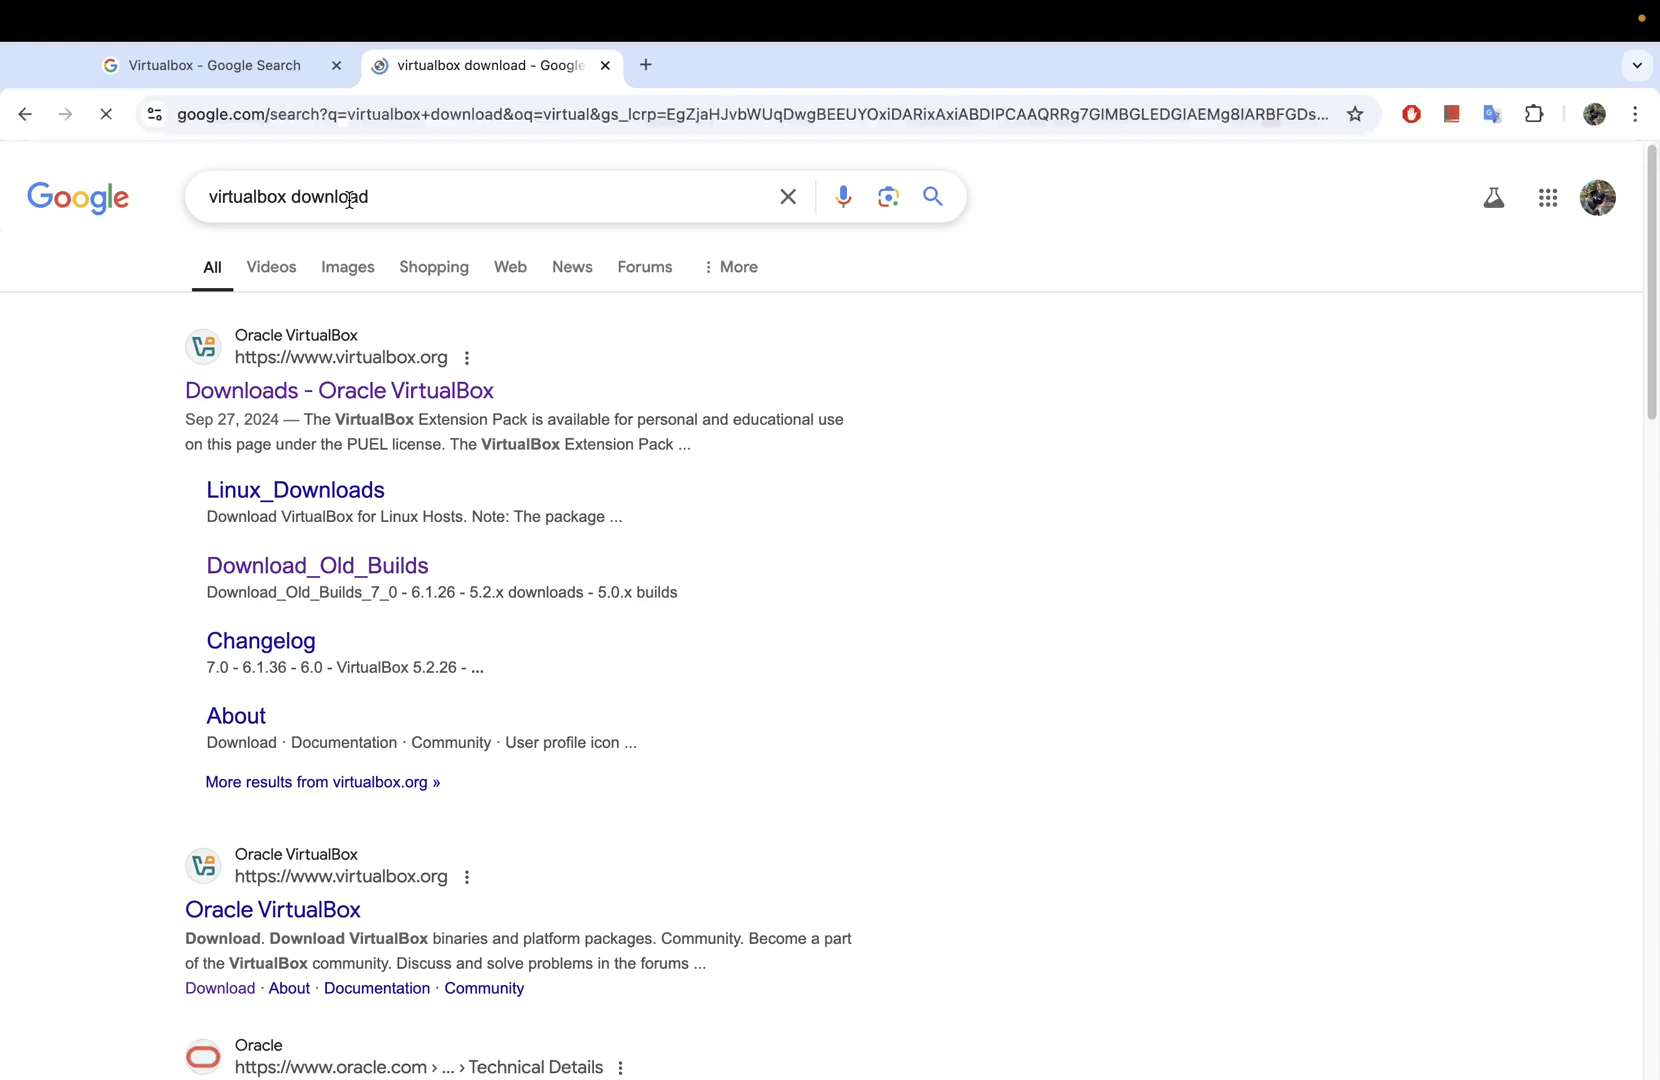 Virtualbox - Google Search
virtualbox download - Google
google.com/search?q=virtualbox+download&oq=virtual&gs_lcrp=EgZjaHJvbWUqDwgBEEUYOxiDARixAxiABDIPCAAQRRg7GIMBGLEDGIAEMg8IARBFGDs...
Google
virtualbox download
All Videos Images Shopping Web News Forums More
Oracle VirtualBox
https://www.virtualbox.org
Downloads - Oracle VirtualBox
Sep 27, 2024 — The VirtualBox Extension Pack is available for personal and educational use
on this page under the PUEL license. The VirtualBox Extension Pack ...
Linux_Downloads
Download VirtualBox for Linux Hosts. Note: The package ...
Download_Old_Builds
Download_Old_Builds_7_0 - 6.1.26 - 5.2.x downloads - 5.0.x builds
Changelog
7.0 - 6.1.36 - 6.0 - VirtualBox 5.2.26 - ...
About
Download · Documentation · Community · User profile icon ...
More results from virtualbox.org »
Oracle VirtualBox
https://www.virtualbox.org
Oracle VirtualBox
Download. Download VirtualBox binaries and platform packages. Community. Become a part
of the VirtualBox community. Discuss and solve problems in the forums ...
Download · About · Documentation · Community
Oracle
https://www.oracle.com › ... › Technical Details